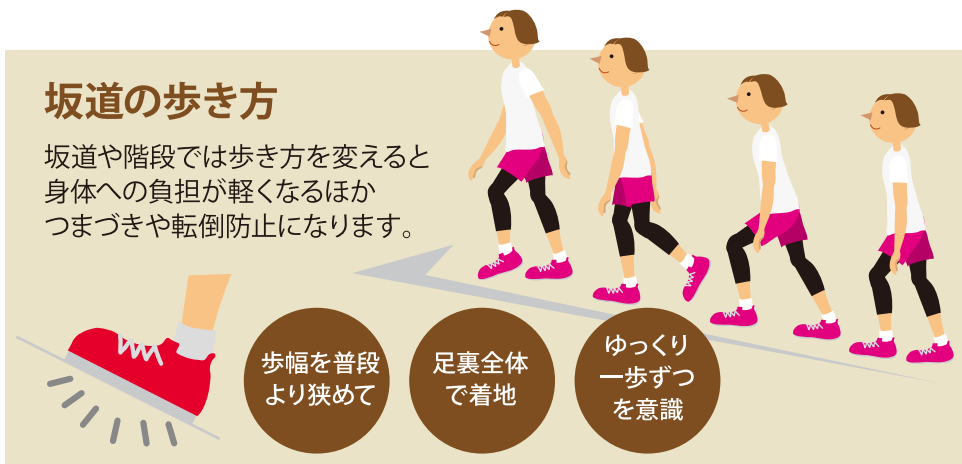 坂道の歩き方
坂道や階段では歩き方を変えると
身体への負担が軽くなるほか
つまづきや転倒防止になります。
歩幅を普段
より狭めて
足裏全体
で着地
ゆっくり
一歩ずつ
を意識